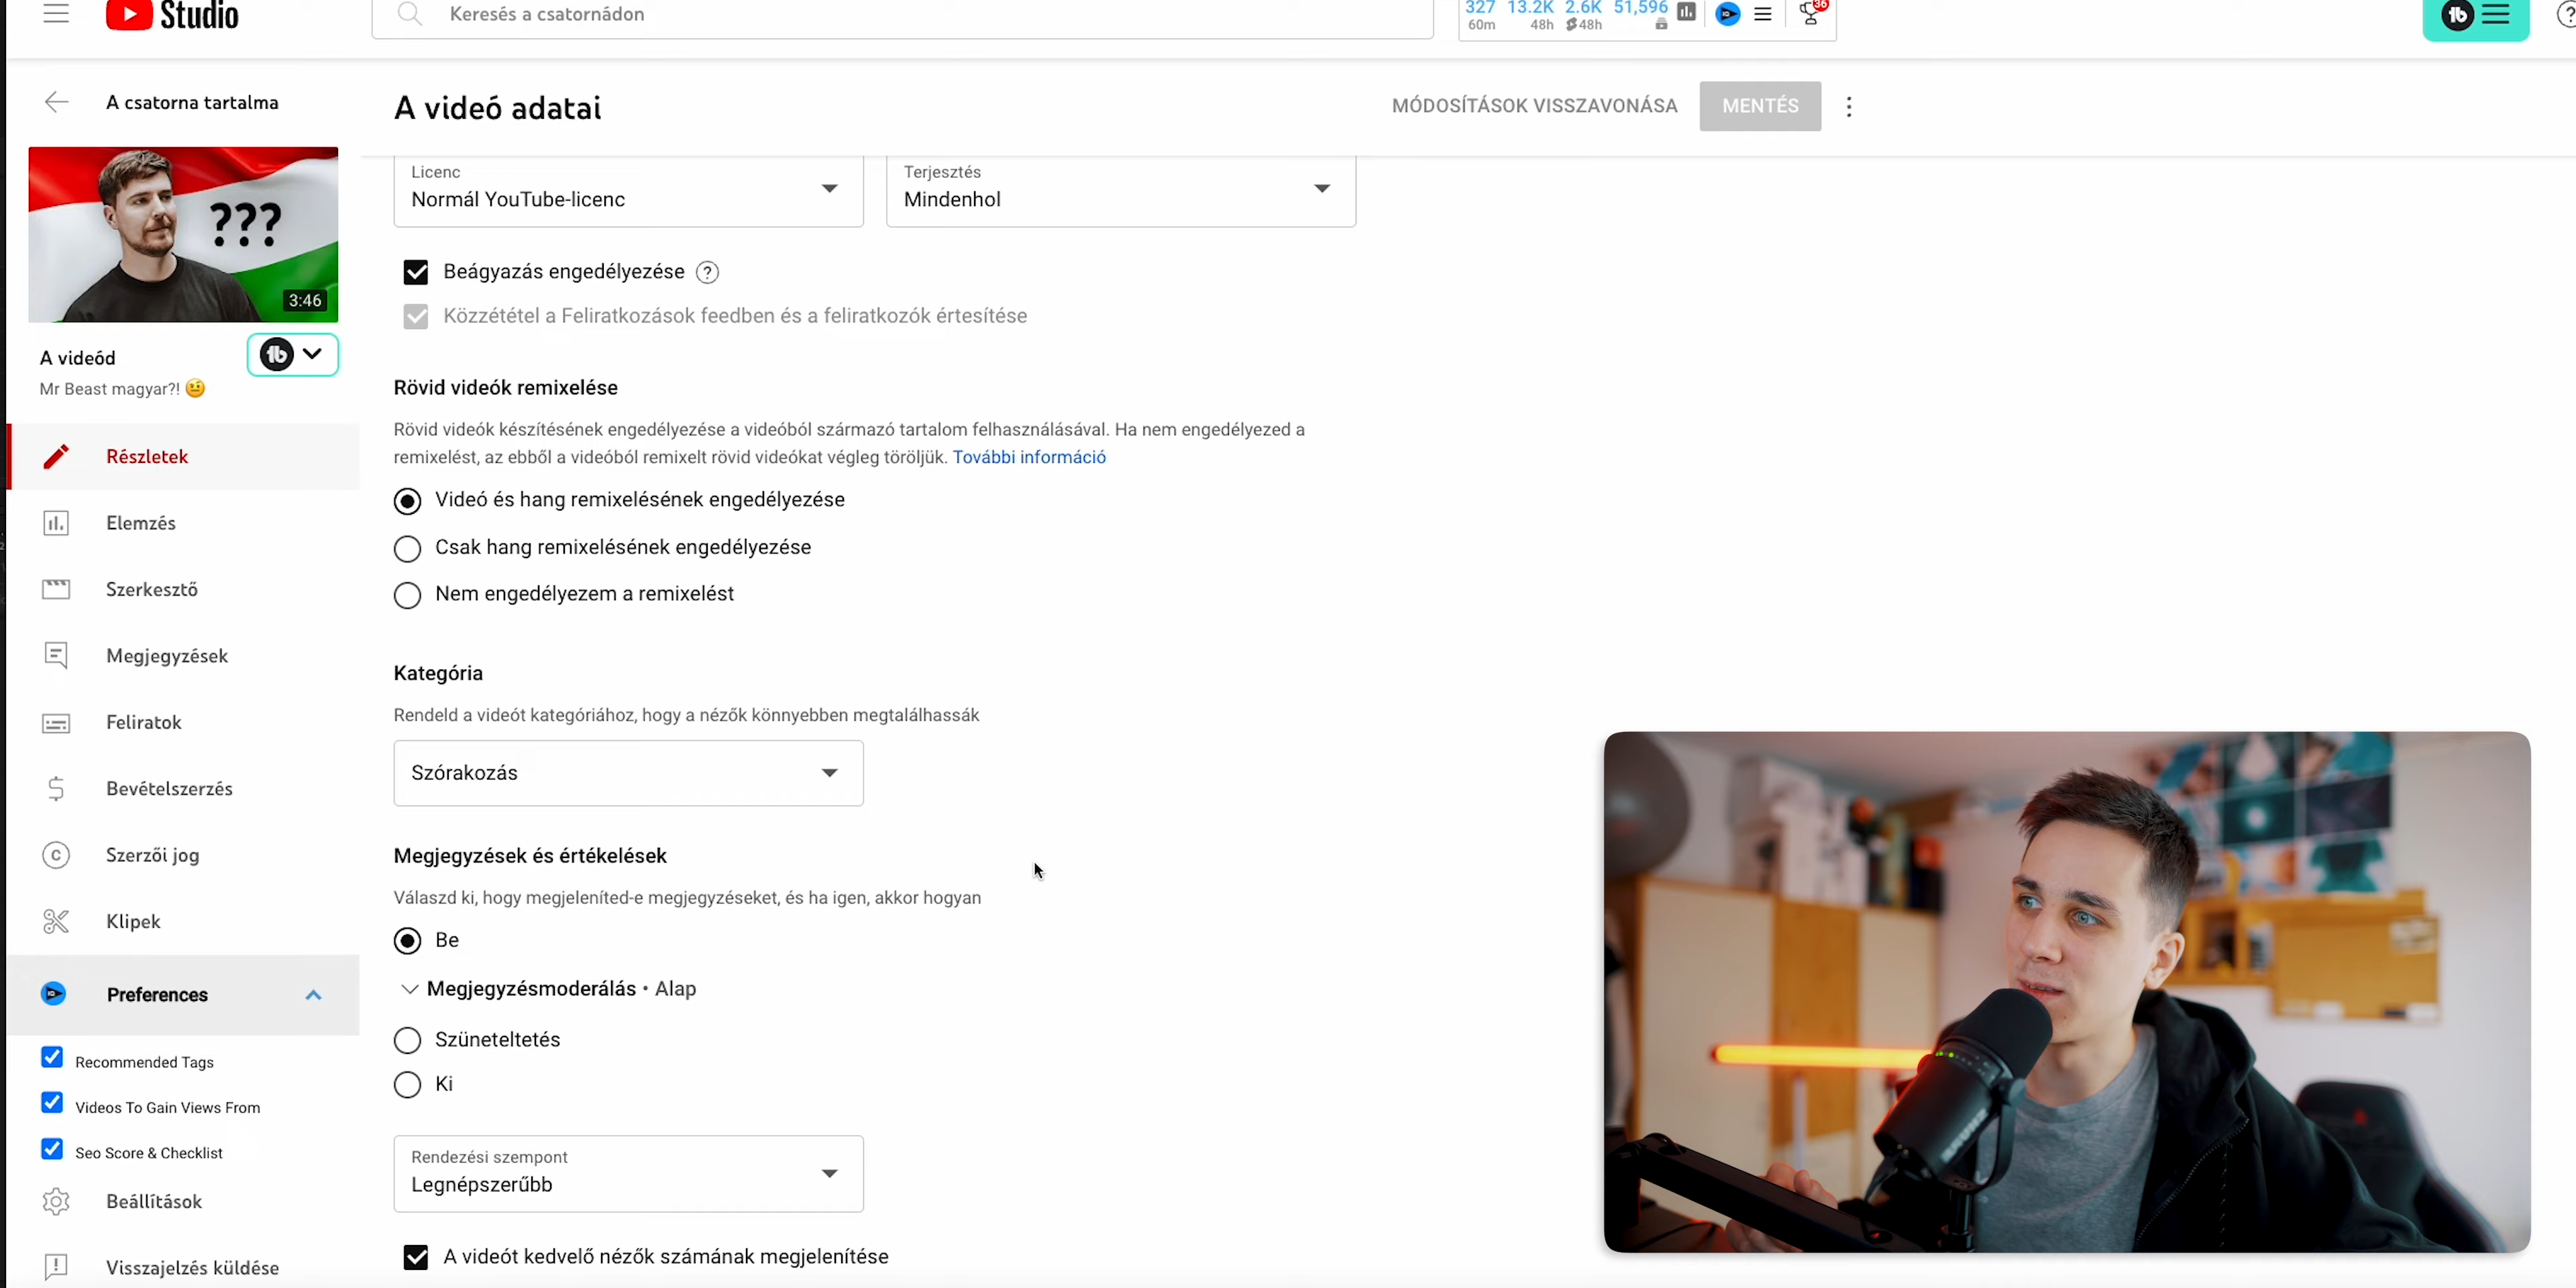 Studio
Keresés a csatornádon
327 13.2K 2.6K 51,596
60m 48h 48h
36
A csatorna tartalma
A videó adatai
MÓDOSÍTÁSOK VISSZAVONÁSA
MENTÉS
???
3:46
A videód
Mr Beast magyar?! 🤨
Részletek
Elemzés
Szerkesztő
Megjegyzések
Feliratok
Bevételszerzés
Szerzői jog
Klipek
Preferences
Recommended Tags
Videos To Gain Views From
Seo Score & Checklist
Beállítások
Visszajelzés küldése
Licenc
Normál YouTube-licenc
Terjesztés
Mindenhol
Beágyazás engedélyezése
Közzététel a Feliratkozások feedben és a feliratkozók értesítése
Rövid videók remixelése
Rövid videók készítésének engedélyezése a videóból származó tartalom felhasználásával. Ha nem engedélyezed a
remixelést, az ebből a videóból remixelt rövid videókat végleg töröljük. További információ
Videó és hang remixelésének engedélyezése
Csak hang remixelésének engedélyezése
Nem engedélyezem a remixelést
Kategória
Rendeld a videót kategóriához, hogy a nézők könnyebben megtalálhassák
Szórakozás
Megjegyzések és értékelések
Válaszd ki, hogy megjeleníted-e megjegyzéseket, és ha igen, akkor hogyan
Be
Megjegyzésmoderálás • Alap
Szüneteltetés
Ki
Rendezési szempont
Legnépszerűbb
A videót kedvelő nézők számának megjelenítése